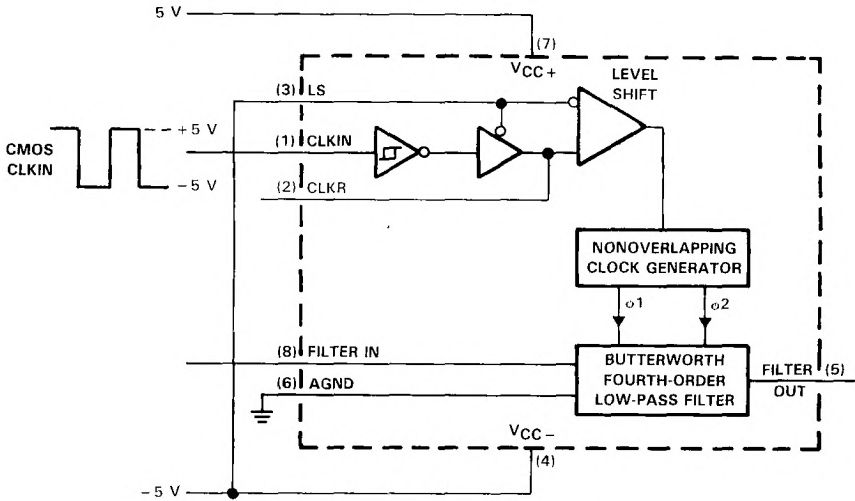 5 V
(7)
VCC+
LEVEL
SHIFT
(3) LS
CMOS
CLKIN
+5 V
-5 V
(1) CLKIN
(2) CLKR
NONOVERLAPPING
CLOCK GENERATOR
φ1
φ2
(8) FILTER IN
(6) AGND
BUTTERWORTH
FOURTH-ORDER
LOW-PASS FILTER
FILTER (5)
OUT
VCC-
(4)
-5 V